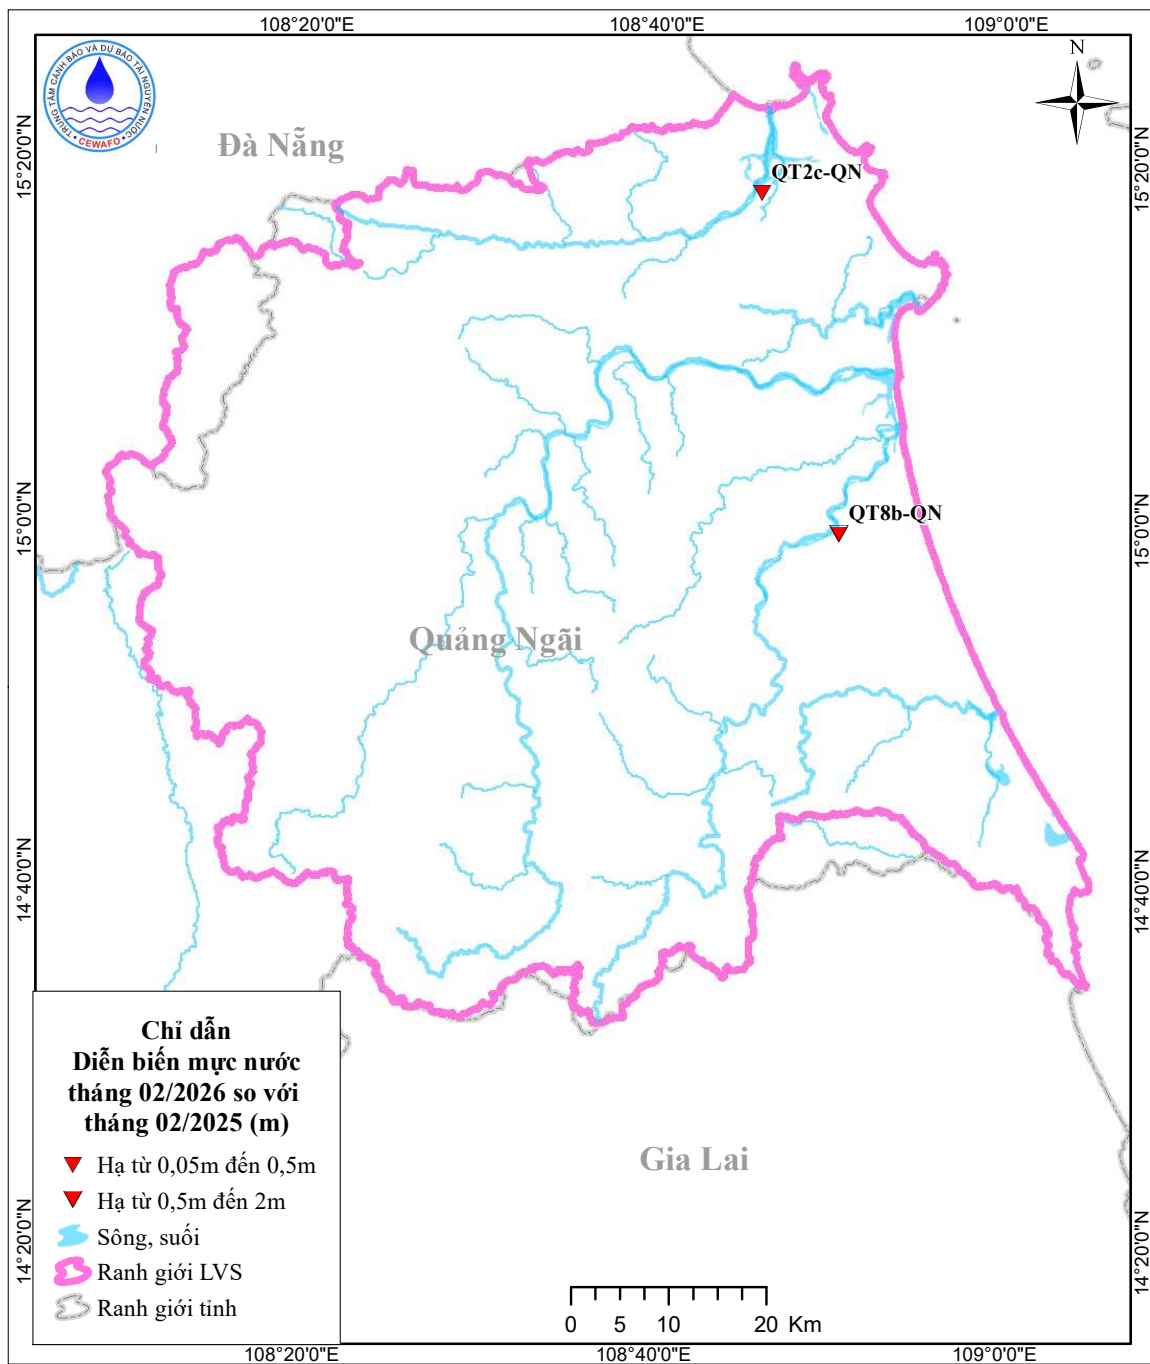 108°20'0"E
108°40'0"E
109°0'0"E
TRUNG TÂM CẢNH BÁO VÀ DỰ BÁO TÀI NGUYÊN NƯỚC
• CEWAFO •
N
Đà Nẵng
15°20'0"N
15°20'0"N
QT2c-QN
15°0'0"N
15°0'0"N
QT8b-QN
Quảng Ngãi
14°40'0"N
14°40'0"N
Chỉ dẫn
Diễn biến mực nước
tháng 02/2026 so với
tháng 02/2025 (m)
Hạ từ 0,05m đến 0,5m
Hạ từ 0,5m đến 2m
Sông, suối
Ranh giới LVS
Ranh giới tỉnh
Gia Lai
14°20'0"N
14°20'0"N
0 5 10 20 Km
108°20'0"E
108°40'0"E
109°0'0"E